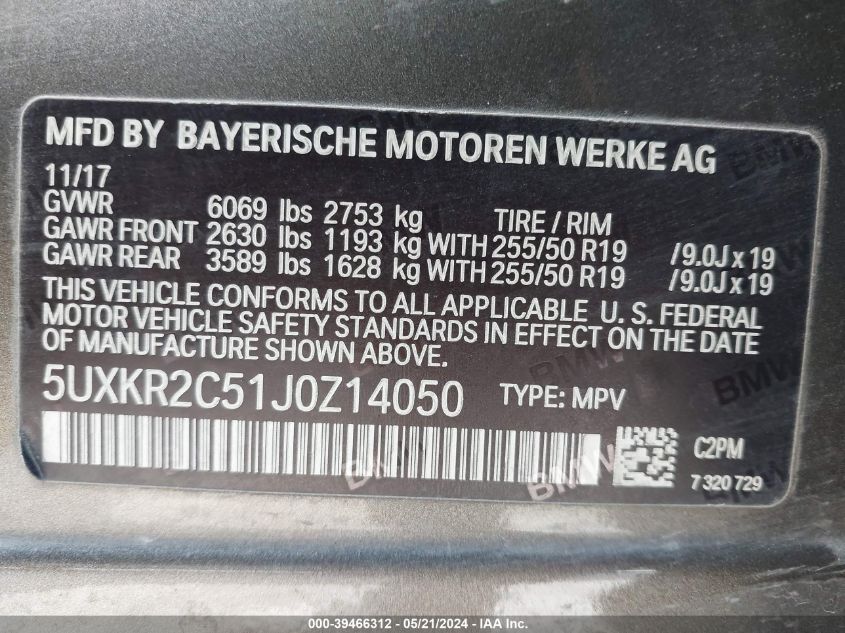 MFD BY BAYERISCHE MOTOREN WERKE AG
11/17
GVWR 6069 lbs 2753 kg TIRE / RIM
GAWR FRONT 2630 lbs 1193 kg WITH 255/50 R19 /9.0J x 19
GAWR REAR 3589 lbs 1628 kg WITH 255/50 R19 /9.0J x 19
THIS VEHICLE CONFORMS TO ALL APPLICABLE U. S. FEDERAL
MOTOR VEHICLE SAFETY STANDARDS IN EFFECT ON THE DATE
OF MANUFACTURE SHOWN ABOVE.
5UXKR2C51J0Z14050 TYPE: MPV
C2PM
7 320 729
BMW
BMW
BMW
000-39466312 - 05/21/2024 - IAA Inc.